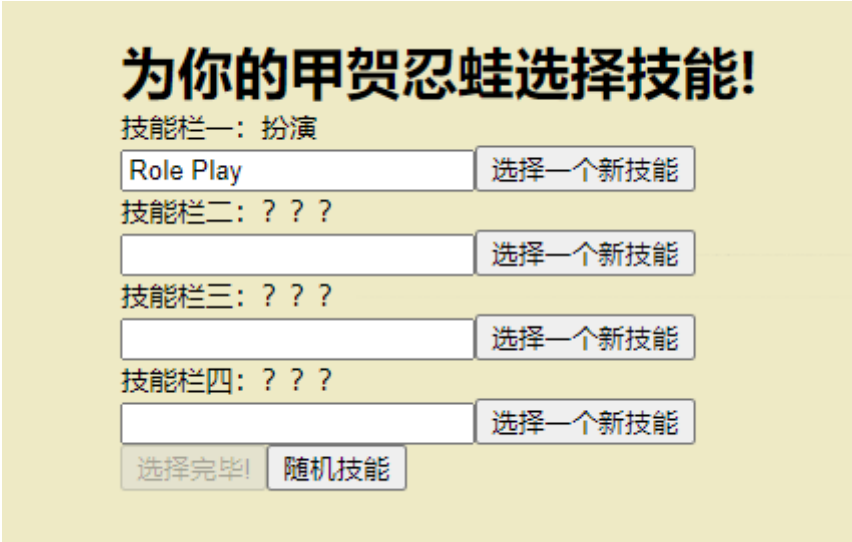 为你的甲贺忍蛙选择技能!
技能栏一：扮演
Role Play 选择一个新技能
技能栏二：？？？
选择一个新技能
技能栏三：？？？
选择一个新技能
技能栏四：？？？
选择一个新技能
选择完毕! 随机技能